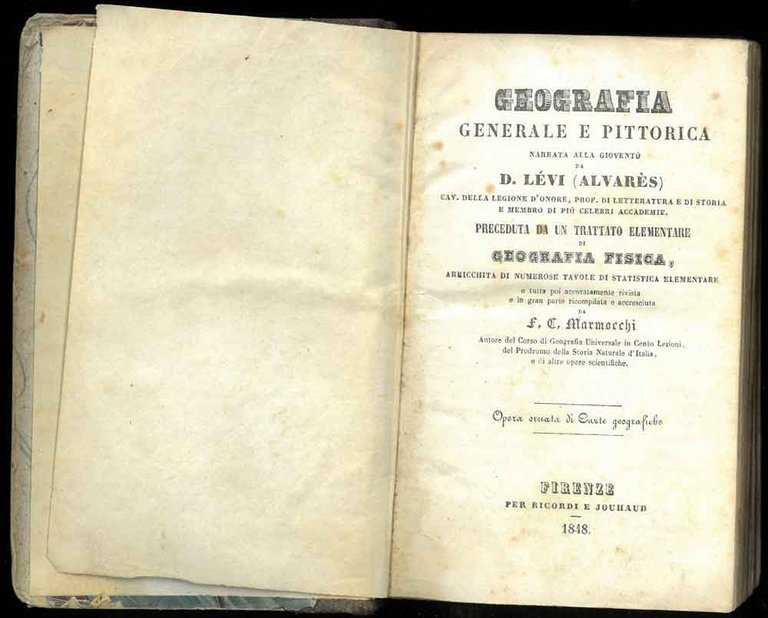 GEOGRAFIA
GENERALE E PITTORICA
NARRATA ALLA GIOVENTÙ
DA
D. LÉVI (ALVARÈS)
CAV. DELLA LEGIONE D'ONORE, PROF. DI LETTERATURA E DI STORIA
E MEMBRO DI PIÙ CELEBRI ACCADEMIE.
PRECEDUTA DA UN TRATTATO ELEMENTARE
DI
GEOGRAFIA FISICA,
ARRICCHITA DI NUMEROSE TAVOLE DI STATISTICA ELEMENTARE
e tutta poi accuratamente rivista
e in gran parte ricompilata e accresciuta
DA
F. C. Marmocchi
Autore del Corso di Geografia Universale in Cento Lezioni,
del Prodromo della Storia Naturale d'Italia,
e di altre opere scientifiche.
Opera ornata di Carte geografiche
FIRENZE
PER RICORDI E JOUHAUD
1848.